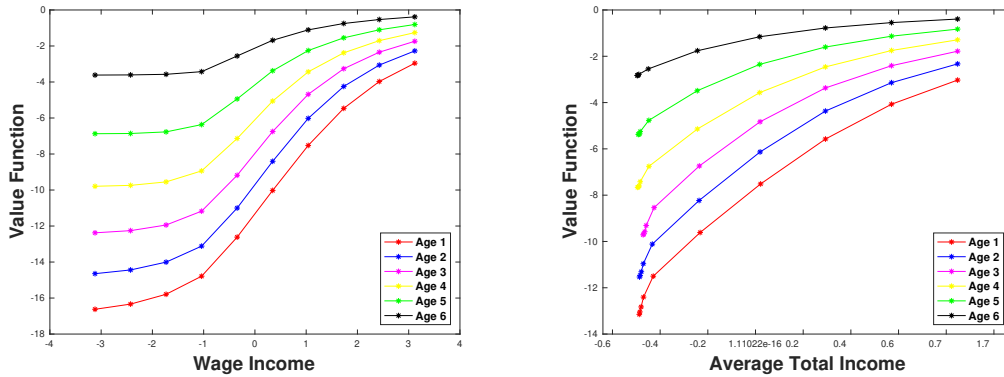 0
-2
-4
-6
-8
-10
-12
-14
-16
-18
-4 -3 -2 -1 0 1 2 3 4
Value Function
Wage Income
Age 1
Age 2
Age 3
Age 4
Age 5
Age 6
0
-2
-4
-6
-8
-10
-12
-14
-0.6 -0.4 -0.2 1.11022e-16 0.2 0.4 0.6 0.7 1.7
Value Function
Average Total Income
Age 1
Age 2
Age 3
Age 4
Age 5
Age 6